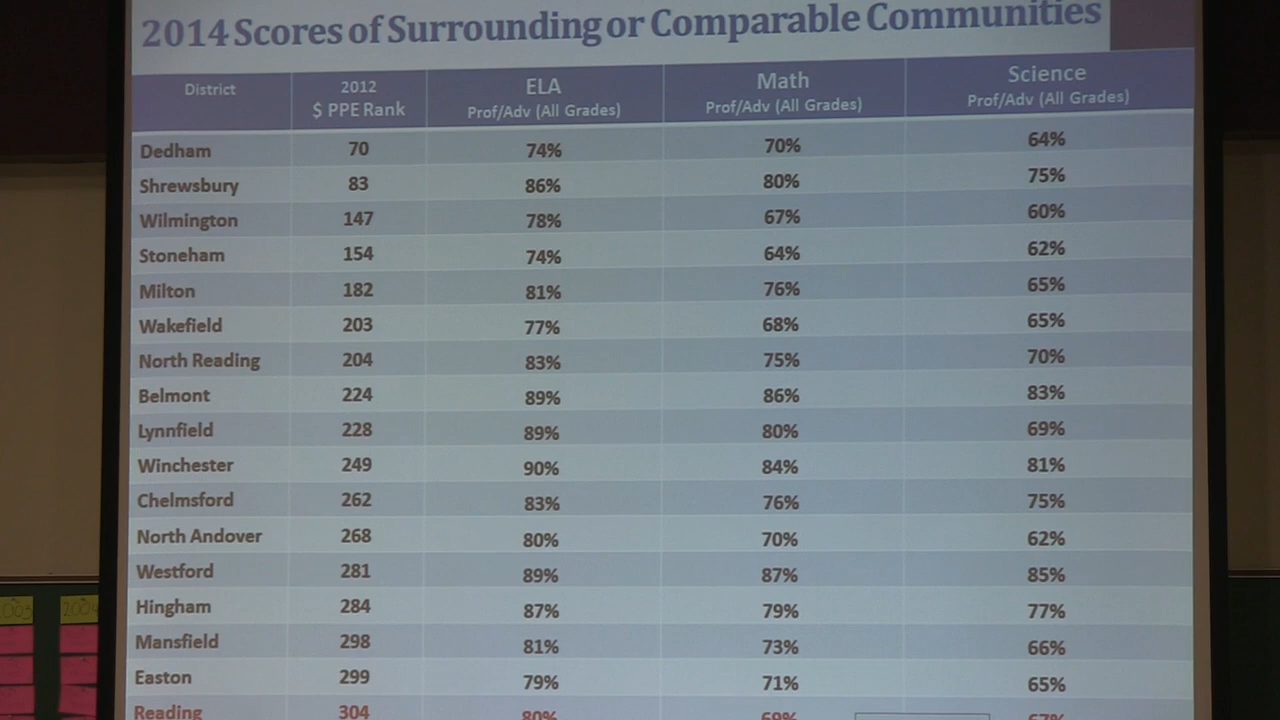 2014 Scores of Surrounding or Comparable Communities
District 2012 $ PPE Rank ELA Prof/Adv (All Grades) Math Prof/Adv (All Grades) Science Prof/Adv (All Grades)
Dedham 70 74% 70% 64%
Shrewsbury 83 86% 80% 75%
Wilmington 147 78% 67% 60%
Stoneham 154 74% 64% 62%
Milton 182 81% 76% 65%
Wakefield 203 77% 68% 65%
North Reading 204 83% 75% 70%
Belmont 224 89% 86% 83%
Lynnfield 228 89% 80% 69%
Winchester 249 90% 84% 81%
Chelmsford 262 83% 76% 75%
North Andover 268 80% 70% 62%
Westford 281 89% 87% 85%
Hingham 284 87% 79% 77%
Mansfield 298 81% 73% 66%
Easton 299 79% 71% 65%
Reading 304 80% 69% 67%